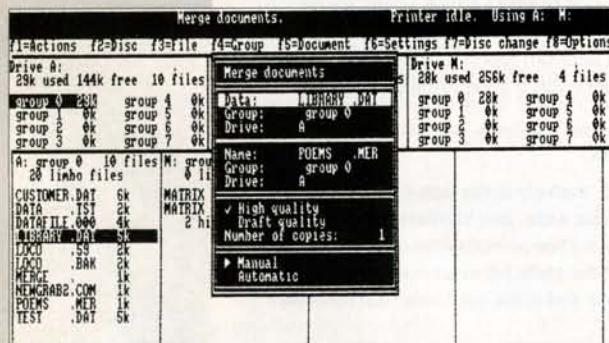 Merge documents. Printer idle. Using A: M:
f1=Actions f2=Disc f3=File f4=Group f5=Document f6=Settings f7=Disc change f8=Options
Drive A:
29k used 144k free 10 files
group 0 29k group 4 0k
group 1 0k group 5 0k
group 2 0k group 6 0k
group 3 0k group 7 0k
Drive M:
28k used 256k free 4 files
group 0 28k group 4 0k
group 1 0k group 5 0k
group 2 0k group 6 0k
group 3 0k group 7 0k
Merge documents
Data: LIBRARY .DAT
Group: group 0
Drive: A
Name: POEMS .MER
Group: group 0
Drive: A
✓ High quality
Draft quality
Number of copies: 1
▶ Manual
Automatic
A: group 0 10 files
20 limbo files
CUSTOMER.DAT 6k
DATA .TST 2k
DATAFILE.000 4k
LIBRARY .DAT 5k
LOCO .59 2k
LOCO .BAK 2k
MERGE . 1k
NEWGRAB2.COM 1k
POEMS .MER 1k
TEST .DAT 5k
M: grou
0 li
MATRIX
MATRIX
2 hi